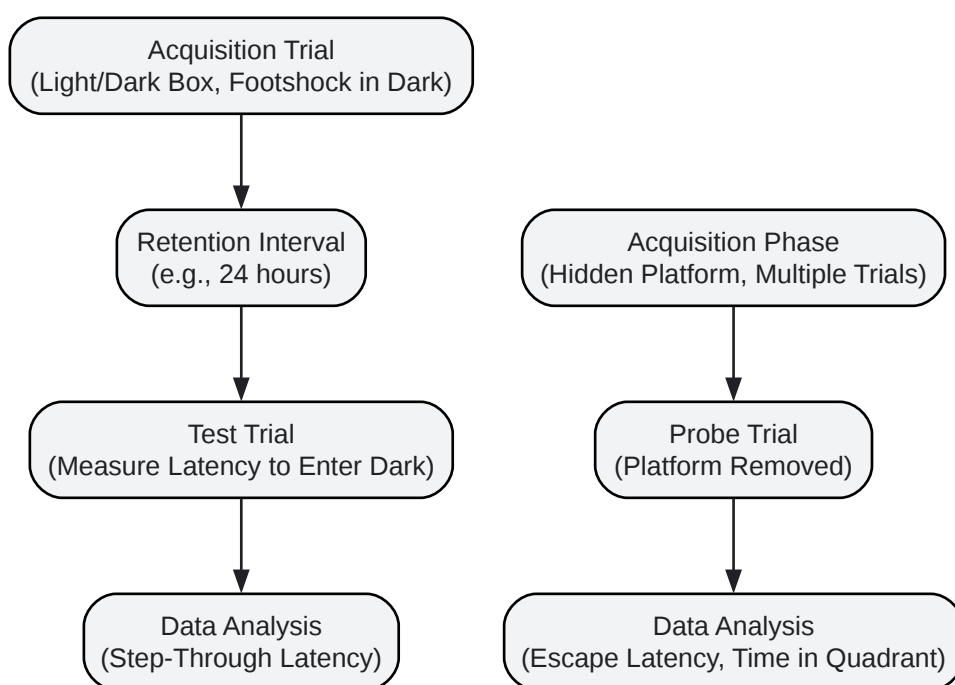 Acquisition Trial
(Light/Dark Box, Footshock in Dark)
Retention Interval
(e.g., 24 hours)
Test Trial
(Measure Latency to Enter Dark)
Data Analysis
(Step-Through Latency)
Acquisition Phase
(Hidden Platform, Multiple Trials)
Probe Trial
(Platform Removed)
Data Analysis
(Escape Latency, Time in Quadrant)